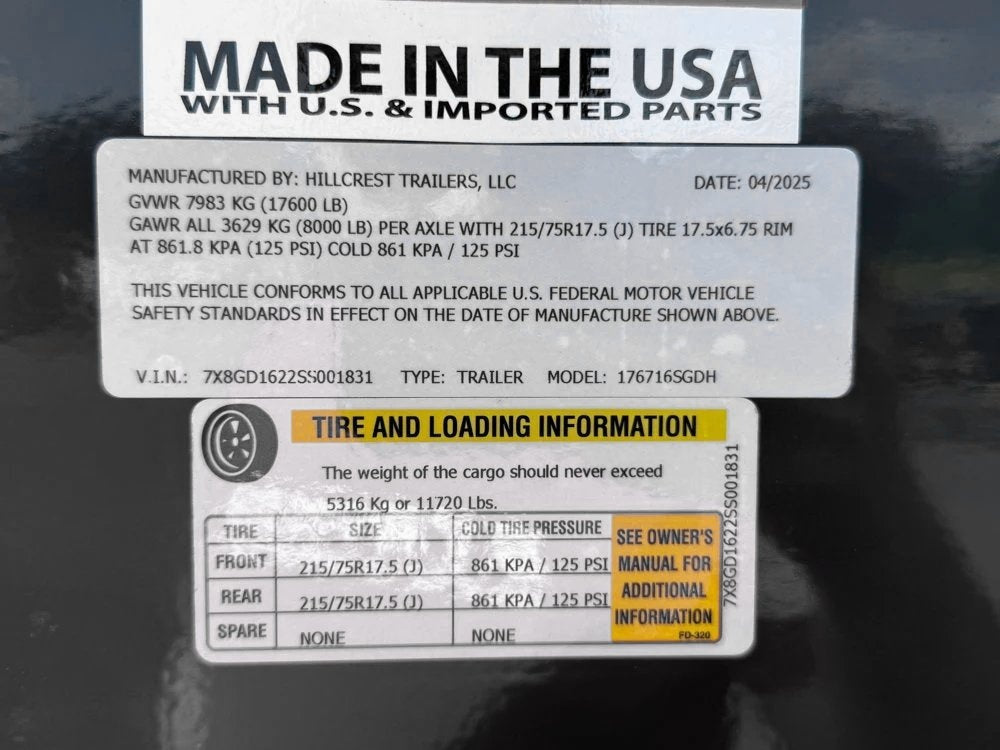 MADE IN THE USA
WITH U.S. & IMPORTED PARTS
MANUFACTURED BY: HILLCREST TRAILERS, LLC DATE: 04/2025
GVWR 7983 KG (17600 LB)
GAWR ALL 3629 KG (8000 LB) PER AXLE WITH 215/75R17.5 (J) TIRE 17.5x6.75 RIM
AT 861.8 KPA (125 PSI) COLD 861 KPA / 125 PSI
THIS VEHICLE CONFORMS TO ALL APPLICABLE U.S. FEDERAL MOTOR VEHICLE
SAFETY STANDARDS IN EFFECT ON THE DATE OF MANUFACTURE SHOWN ABOVE.
V.I.N.: 7X8GD1622SS001831 TYPE: TRAILER MODEL: 176716SGDH
TIRE AND LOADING INFORMATION
The weight of the cargo should never exceed
5316 Kg or 11720 Lbs.
TIRE SIZE COLD TIRE PRESSURE
FRONT 215/75R17.5 (J) 861 KPA / 125 PSI
REAR 215/75R17.5 (J) 861 KPA / 125 PSI
SPARE NONE NONE
SEE OWNER'S
MANUAL FOR
ADDITIONAL
INFORMATION
FD-320
7X8GD1622SS001831